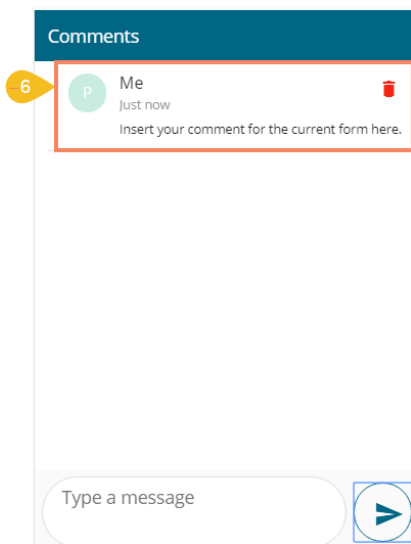 Comments
6
P
Me
Just now
Insert your comment for the current form here.
Type a message